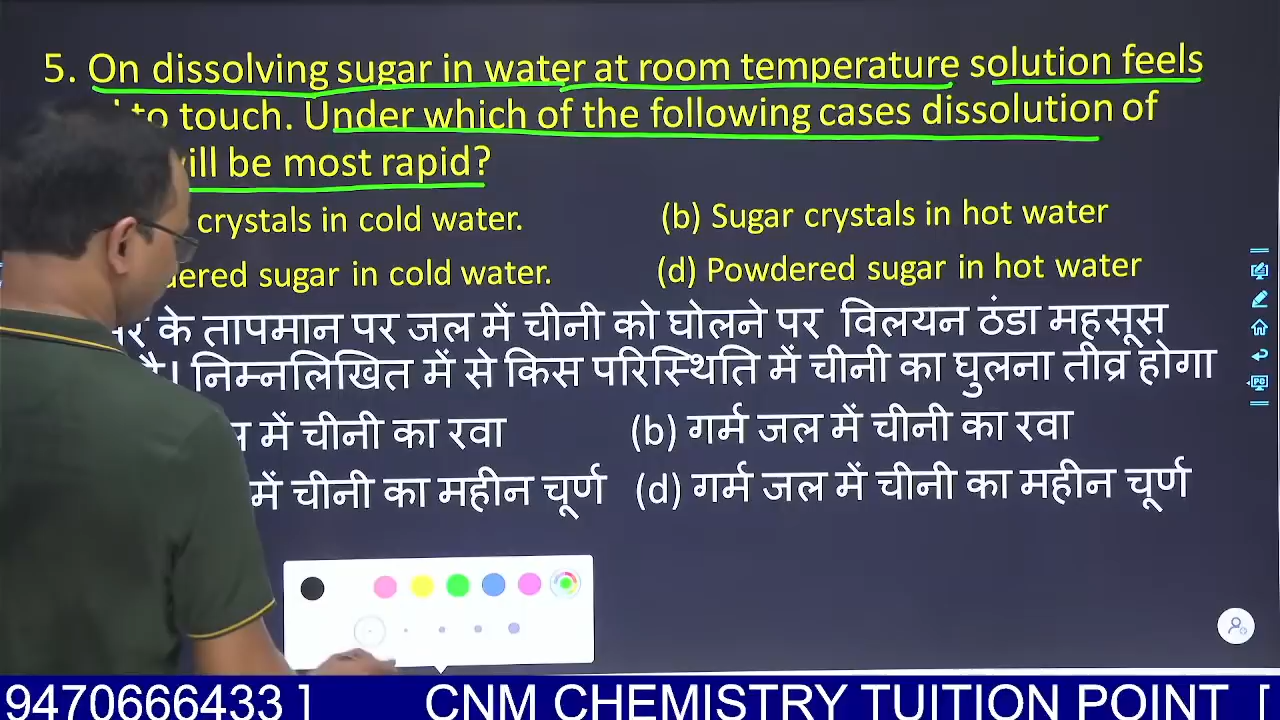 5. On dissolving sugar in water at room temperature solution feels
to touch. Under which of the following cases dissolution of
will be most rapid?
crystals in cold water. (b) Sugar crystals in hot water
sugar in cold water. (d) Powdered sugar in hot water
के तापमान पर जल में चीनी को घोलने पर विलयन ठंडा महसूस
है। निम्नलिखित में से किस परिस्थिति में चीनी का घुलना तीव्र होगा
में चीनी का रवा (b) गर्म जल में चीनी का रवा
में चीनी का महीन चूर्ण (d) गर्म जल में चीनी का महीन चूर्ण
9470666433 ] CNM CHEMISTRY TUITION POINT [